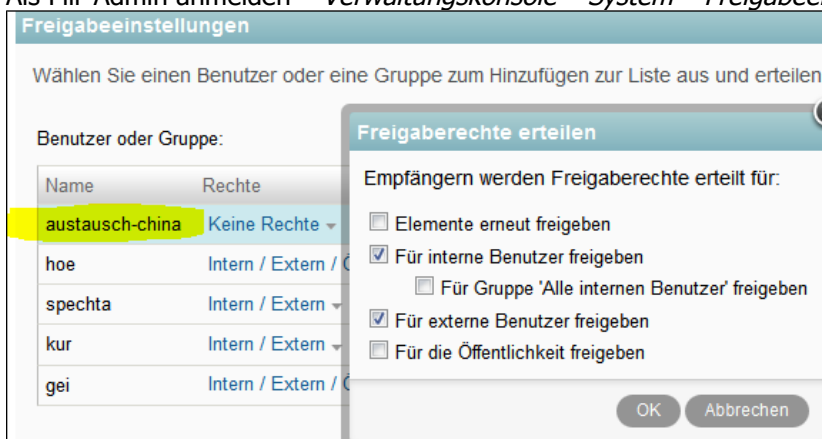 Als Filr-Admin anmelden Verwaltungskonsole System
Freigabeeinstellungen
Wählen Sie einen Benutzer oder eine Gruppe zum Hinzufügen zur Liste aus und erteilen
Benutzer oder Gruppe:
Name Rechte
austausch-china Keine Rechte
hoe Intern / Extern /
spechta Intern / Extern
kur Intern / Extern
gei Intern / Extern /
Freigaberechte erteilen
Empfängern werden Freigaberechte erteilt für:
Elemente erneut freigeben
Für interne Benutzer freigeben
Für Gruppe 'Alle internen Benutzer' freigeben
Für externe Benutzer freigeben
Für die Öffentlichkeit freigeben
OK Abbrechen